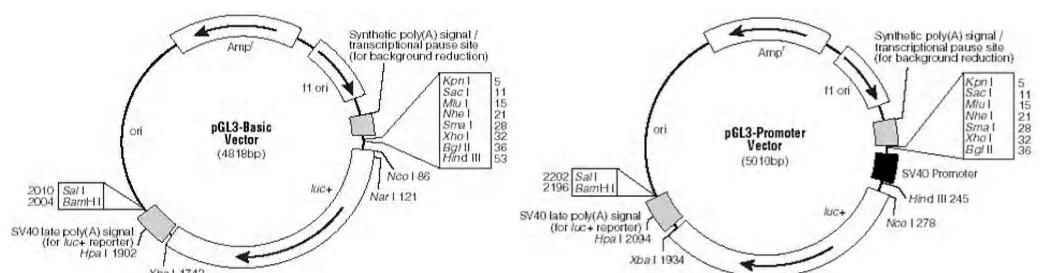 Amp^r
Synthetic poly(A) signal /
transcriptional pause site
(for background reduction)
f1 ori
Kpn I 5
Sac I 11
Mlu I 15
Nhe I 21
Sma I 28
Xho I 32
Bgl II 36
Hind III 53
ori
pGL3-Basic
Vector
(4818bp)
Nco I 86
Nar I 121
luc+
2010 Sal I
2004 BamH I
SV40 late poly(A) signal
(for luc+ reporter)
Hpa I 1902
Xba I 1742
Amp^r
Synthetic poly(A) signal /
transcriptional pause site
(for background reduction)
f1 ori
Kpn I 5
Sac I 11
Mlu I 15
Nhe I 21
Sma I 28
Xho I 32
Bgl II 36
ori
pGL3-Promoter
Vector
(5010bp)
SV40 Promoter
Hind III 245
Nco I 278
luc+
2202 Sal I
2196 BamH I
SV40 late poly(A) signal
(for luc+ reporter)
Hpa I 2094
Xba I 1934